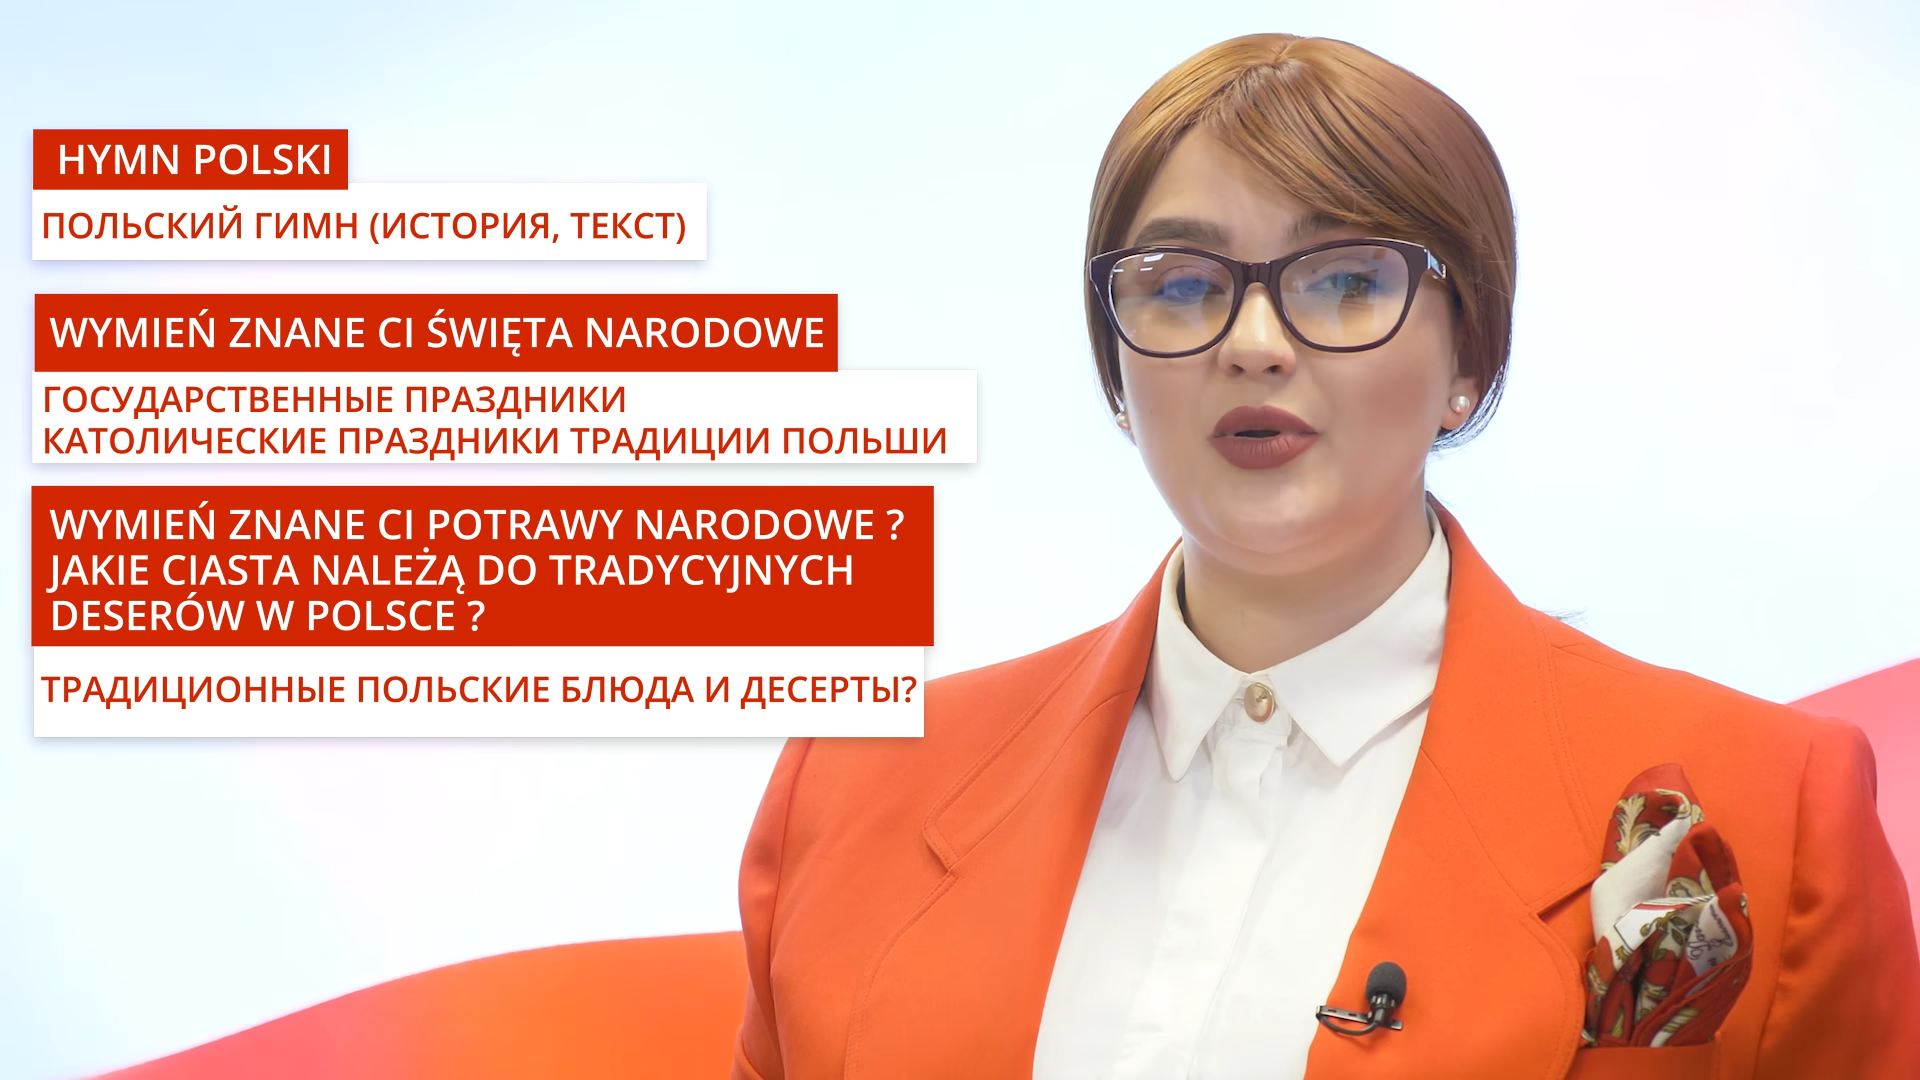 HYMN POLSKI
ПОЛЬСКИЙ ГИМН (ИСТОРИЯ, ТЕКСТ)
WYMIEŃ ZNANE CI ŚWIĘTA NARODOWE
ГОСУДАРСТВЕННЫЕ ПРАЗДНИКИ
КАТОЛИЧЕСКИЕ ПРАЗДНИКИ ТРАДИЦИИ ПОЛЬШИ
WYMIEŃ ZNANE CI POTRAWY NARODOWE ?
JAKIE CIASTA NALEŻĄ DO TRADYCYJNYCH
DESERÓW W POLSCE ?
ТРАДИЦИОННЫЕ ПОЛЬСКИЕ БЛЮДА И ДЕСЕРТЫ?